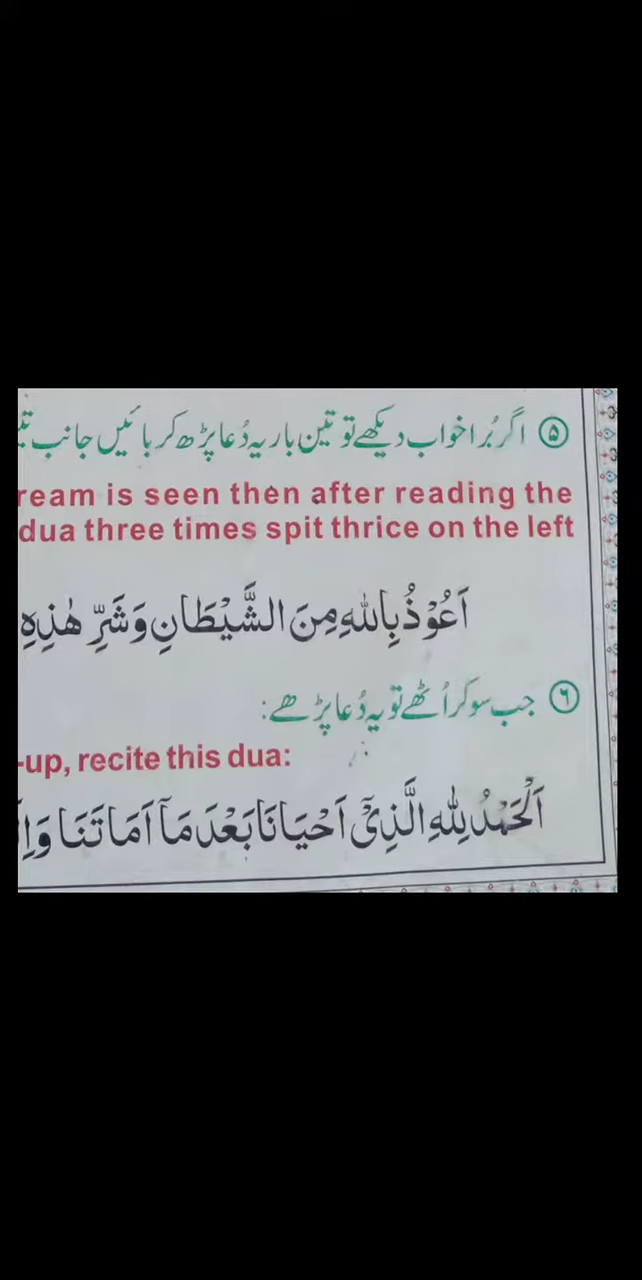 ۵ اگر بُرا خواب دیکھے تو تین بار یہ دُعا پڑھ کر بائیں جانب
ream is seen then after reading the
dua three times spit thrice on the left
اَعُوْذُ بِاللّٰهِ مِنَ الشَّيْطَانِ وَشَرِّ هٰذِهِ
۶ جب سو کر اُٹھے تو یہ دُعا پڑھے:
-up, recite this dua:
اَلْحَمْدُ لِلّٰهِ الَّذِىْٓ اَحْيَانَا بَعْدَ مَآ اَمَاتَنَا